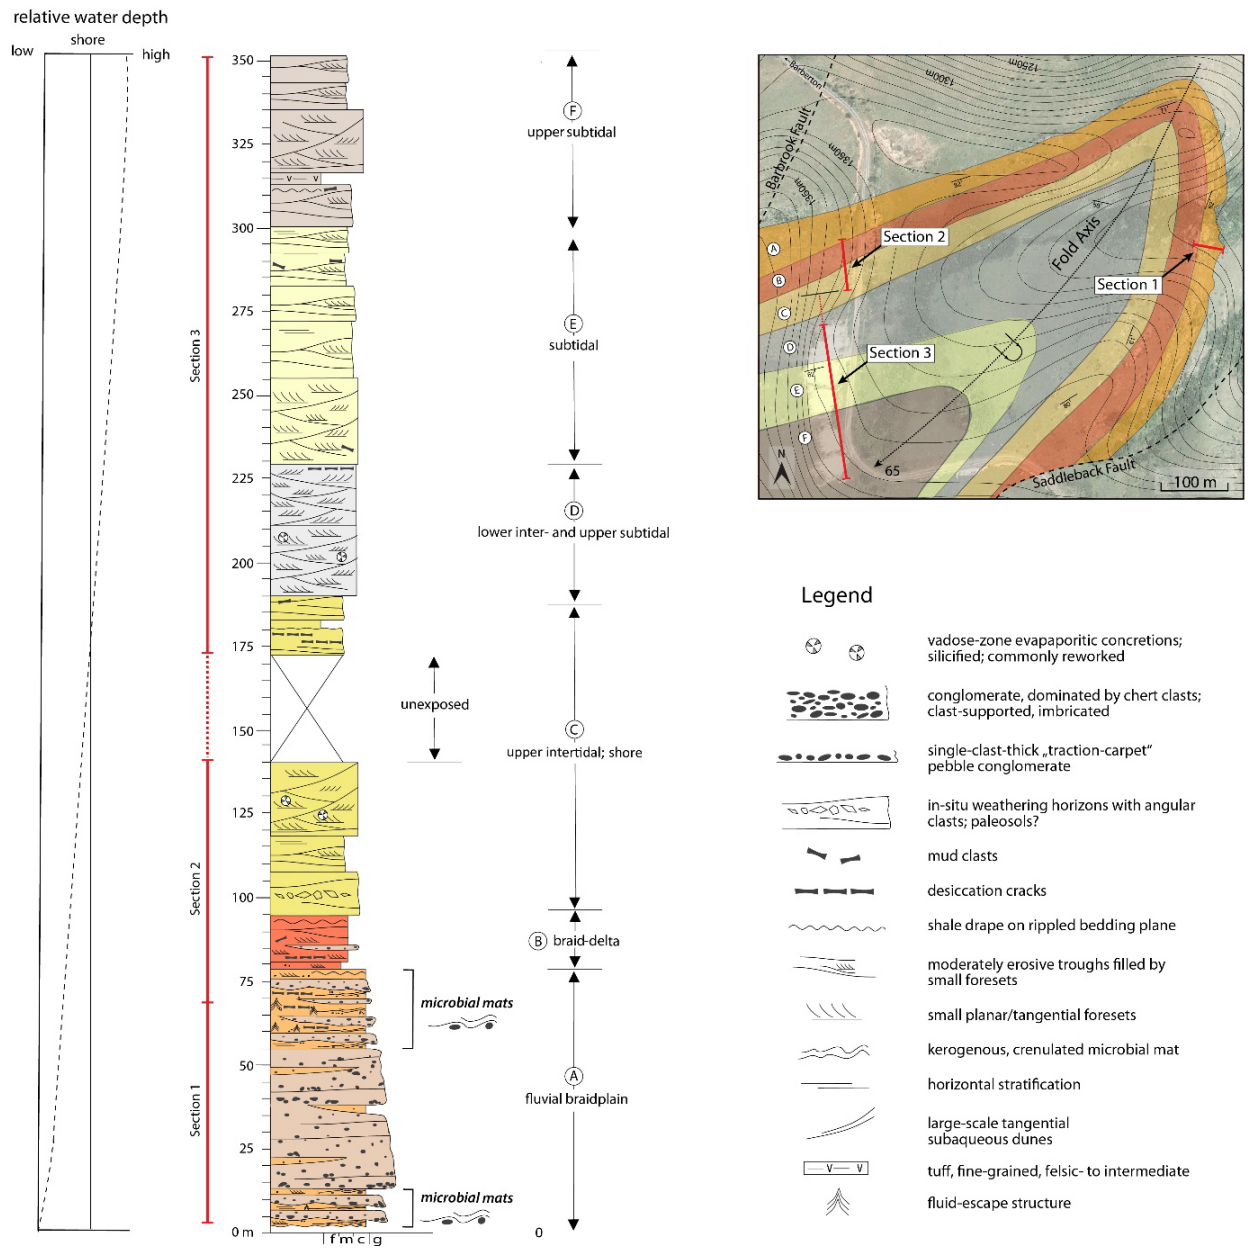 relative water depth
shore
low
high
350
325
300
275
250
225
200
175
150
125
100
75
50
25
0 m
f m c g
0
Section 3
Section 2
Section 1
F
upper subtidal
E
subtidal
D
lower inter- and upper subtidal
unexposed
C
upper intertidal; shore
B braid-delta
microbial mats
A
fluvial braidplain
microbial mats
v v
Barberton
Barbrook Fault
1300m
1250m
1350m
1350m
Section 2
Section 1
Section 3
Fold Axis
A
B
C
D
E
F
65
N
Saddleback Fault
100 m
Legend
vadose-zone evapaporitic concretions;
silicified; commonly reworked
conglomerate, dominated by chert clasts;
clast-supported, imbricated
single-clast-thick „traction-carpet“
pebble conglomerate
in-situ weathering horizons with angular
clasts; paleosols?
mud clasts
desiccation cracks
shale drape on rippled bedding plane
moderately erosive troughs filled by
small foresets
small planar/tangential foresets
kerogenous, crenulated microbial mat
horizontal stratification
large-scale tangential
subaqueous dunes
v v
tuff, fine-grained, felsic- to intermediate
fluid-escape structure